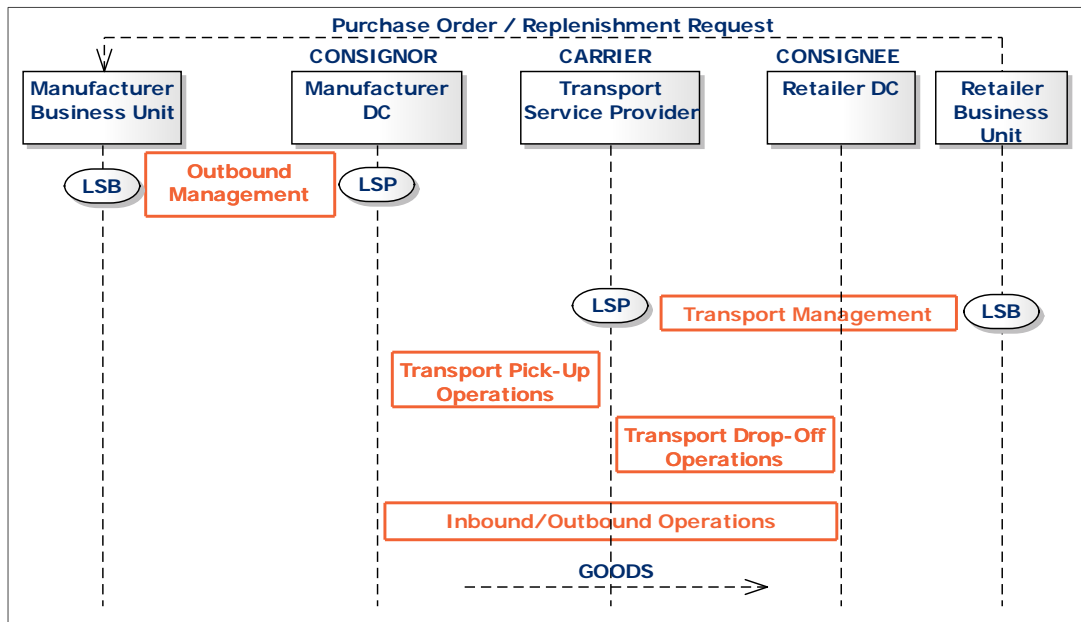 Purchase Order / Replenishment Request
CONSIGNOR
CARRIER
CONSIGNEE
Manufacturer
Business Unit
Manufacturer
DC
Transport
Service Provider
Retailer DC
Retailer
Business
Unit
LSB
Outbound
Management
LSP
LSP
Transport Management
LSB
Transport Pick-Up
Operations
Transport Drop-Off
Operations
Inbound/Outbound Operations
GOODS